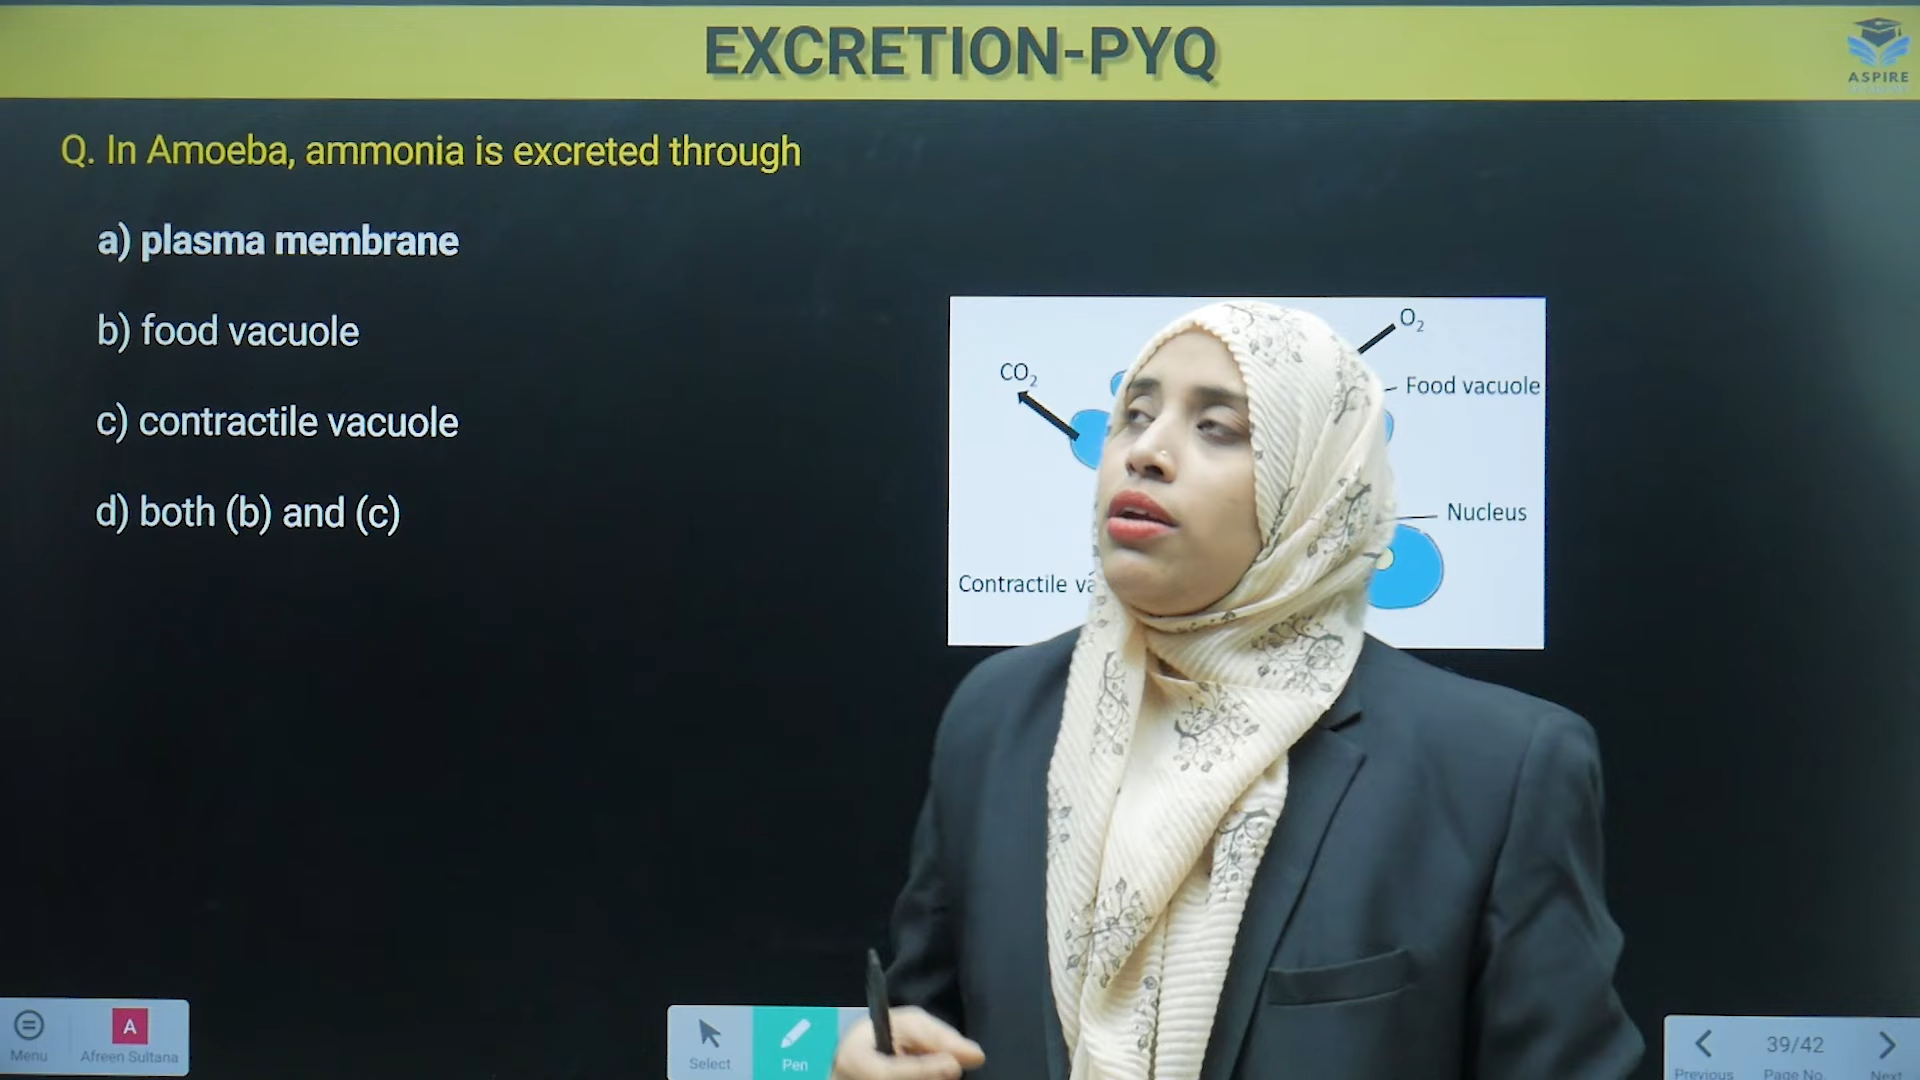 EXCRETION-PYQ
ASPIRE
Q. In Amoeba, ammonia is excreted through
a) plasma membrane
b) food vacuole
c) contractile vacuole
d) both (b) and (c)
O2
CO2
Food vacuole
Nucleus
Contractile va
A
Menu
Afreen Sultana
Select
Pen
39/42
Previous
Page No.
Next